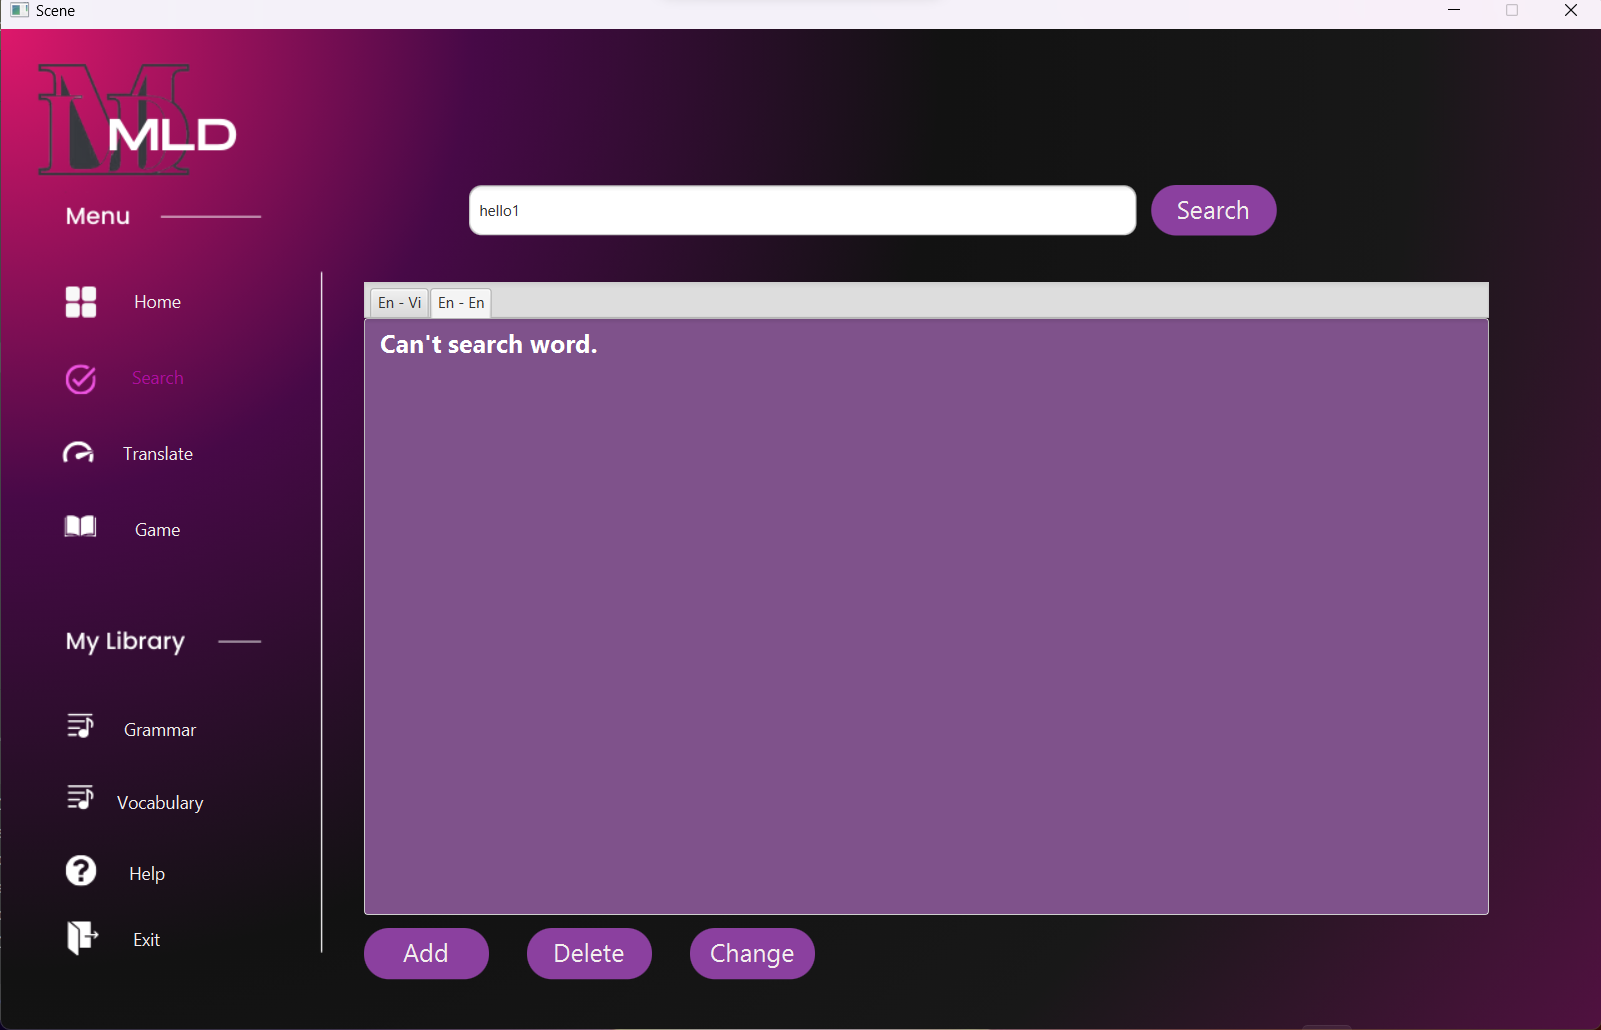 Scene
MLD
Menu
hello1
Search
Home
Search
Translate
Game
My Library
Grammar
Vocabulary
Help
Exit
En - Vi
En - En
Can't search word.
Add
Delete
Change